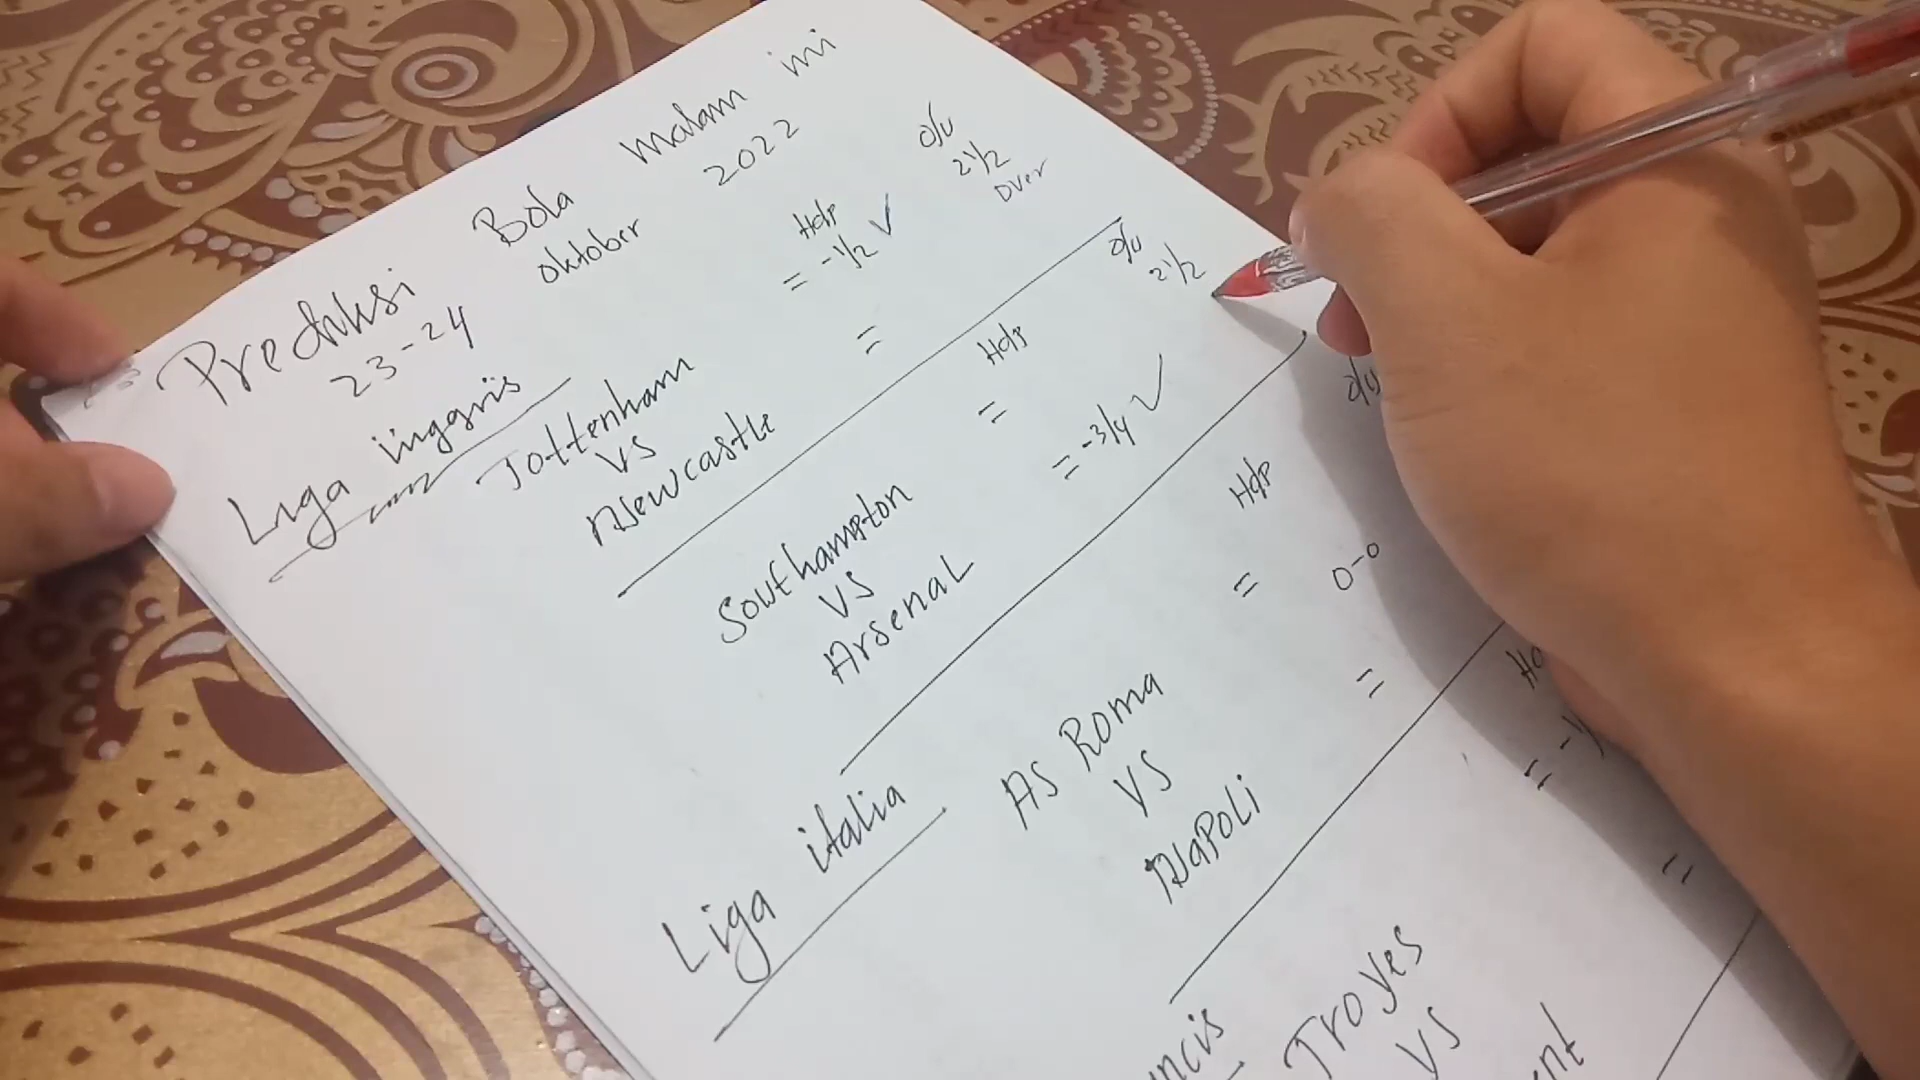 Prediksi Bola Malam ini
23-24 oktober 2022
Liga inggris
Tottenham = -1/2 ✓
Hdp
o/u
2 1/2
Over
VS
Newcastle =
Southampton =
Hdp
o/u
2 1/2
VS
Arsenal = -3/4 ✓
Liga italia
As Roma =
Hdp
o/u
0-0
VS
Napoli =
Troyes =
VS
=